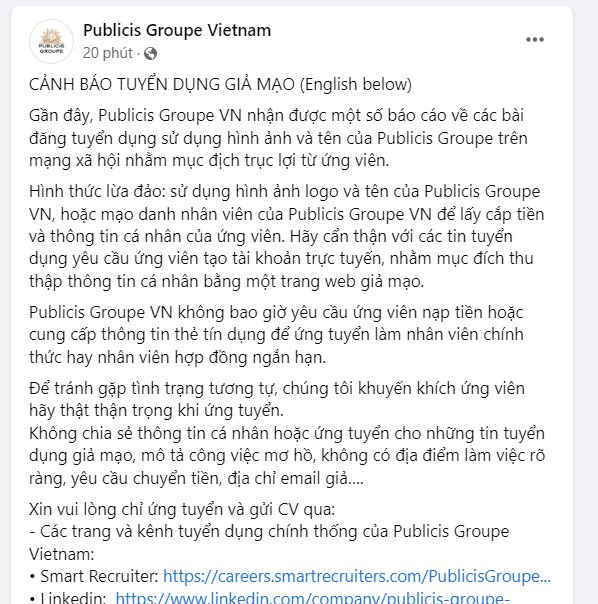 Publicis Groupe Vietnam
PUBLICIS
GROUPE
20 phút ·
CẢNH BÁO TUYỂN DỤNG GIẢ MẠO (English below)
Gần đây, Publicis Groupe VN nhận được một số báo cáo về các bài
đăng tuyển dụng sử dụng hình ảnh và tên của Publicis Groupe trên
mạng xã hội nhằm mục địch trục lợi từ ứng viên.
Hình thức lừa đảo: sử dụng hình ảnh logo và tên của Publicis Groupe
VN, hoặc mạo danh nhân viên của Publicis Groupe VN để lấy cắp tiền
và thông tin cá nhân của ứng viên. Hãy cẩn thận với các tin tuyển
dụng yêu cầu ứng viên tạo tài khoản trực tuyến, nhằm mục đích thu
thập thông tin cá nhân bằng một trang web giả mạo.
Publicis Groupe VN không bao giờ yêu cầu ứng viên nạp tiền hoặc
cung cấp thông tin thẻ tín dụng để ứng tuyển làm nhân viên chính
thức hay nhân viên hợp đồng ngắn hạn.
Để tránh gặp tình trạng tương tự, chúng tôi khuyến khích ứng viên
hãy thật thận trọng khi ứng tuyển.
Không chia sẻ thông tin cá nhân hoặc ứng tuyển cho những tin tuyển
dụng giả mạo, mô tả công việc mơ hồ, không có địa điểm làm việc rõ
ràng, yêu cầu chuyển tiền, địa chỉ email giả....
Xin vui lòng chỉ ứng tuyển và gửi CV qua:
- Các trang và kênh tuyển dụng chính thống của Publicis Groupe
Vietnam:
• Smart Recruiter: https://careers.smartrecruiters.com/PublicisGroupe...
• Linkedin: https://www.linkedin.com/company/publicis-groupe-